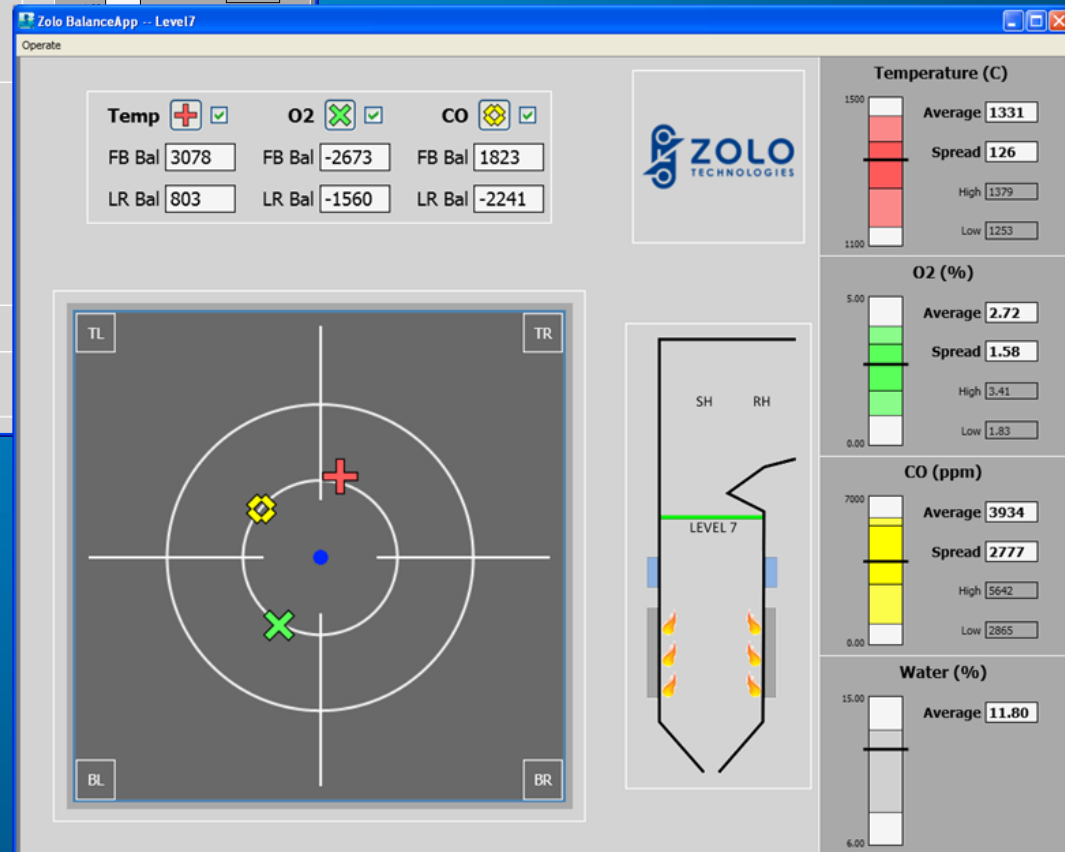 Zolo BalanceApp -- Level7
Operate
Temp O2 CO
FB Bal 3078 FB Bal -2673 FB Bal 1823
LR Bal 803 LR Bal -1560 LR Bal -2241
ZOLO
TECHNOLOGIES
TL TR
BL BR
SH RH
LEVEL 7
Temperature (C)
1500
Average 1331
Spread 126
High 1379
Low 1253
1100
O2 (%)
5.00
Average 2.72
Spread 1.58
High 3.41
Low 1.83
0.00
CO (ppm)
7000
Average 3934
Spread 2777
High 5642
Low 2865
0.00
Water (%)
15.00
Average 11.80
6.00